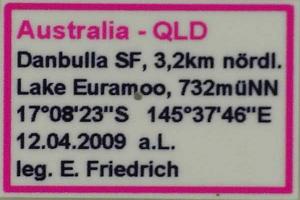 Australia - QLD
Danbulla SF, 3,2km nördl.
Lake Euramoo, 732müNN
17°08'23"S 145°37'46"E
12.04.2009 a.L.
leg. E. Friedrich